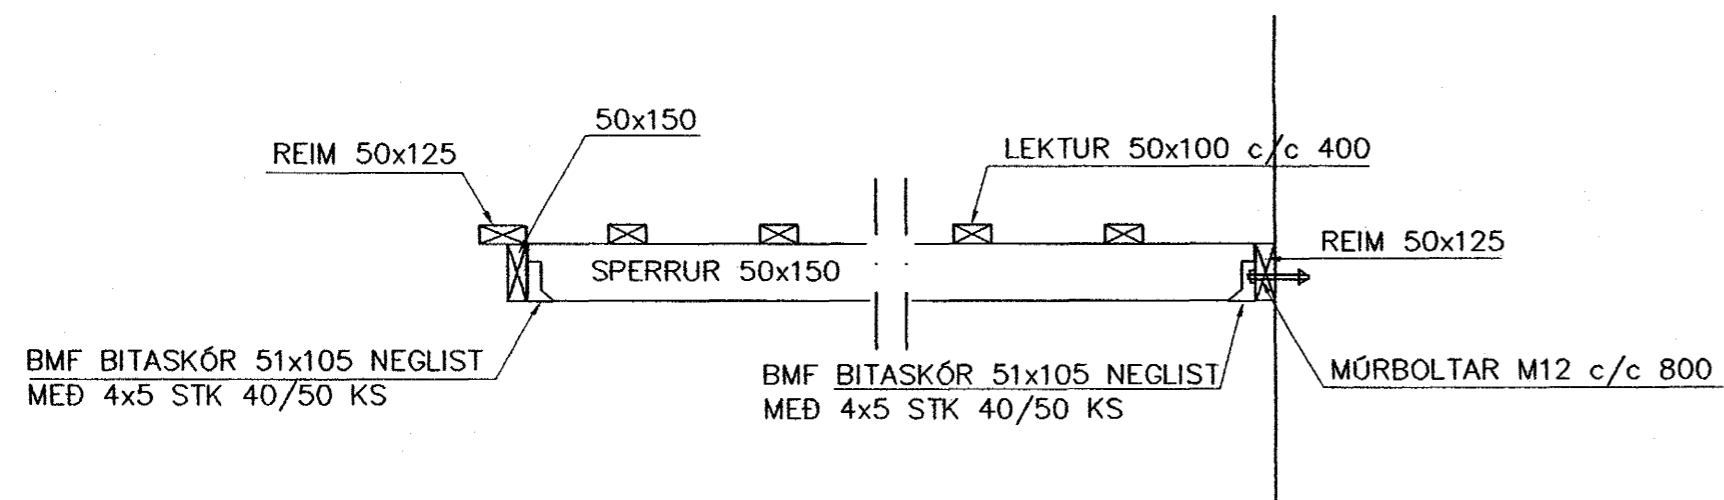 50x150
REIM 50x125
LEKTUR 50x100 c/c 400
REIM 50x125
SPERRUR 50x150
BMF BITASKÓR 51x105 NEGLIST
MEÐ 4x5 STK 40/50 KS
BMF BITASKÓR 51x105 NEGLIST
MEÐ 4x5 STK 40/50 KS
MÚRBOLTAR M12 c/c 800